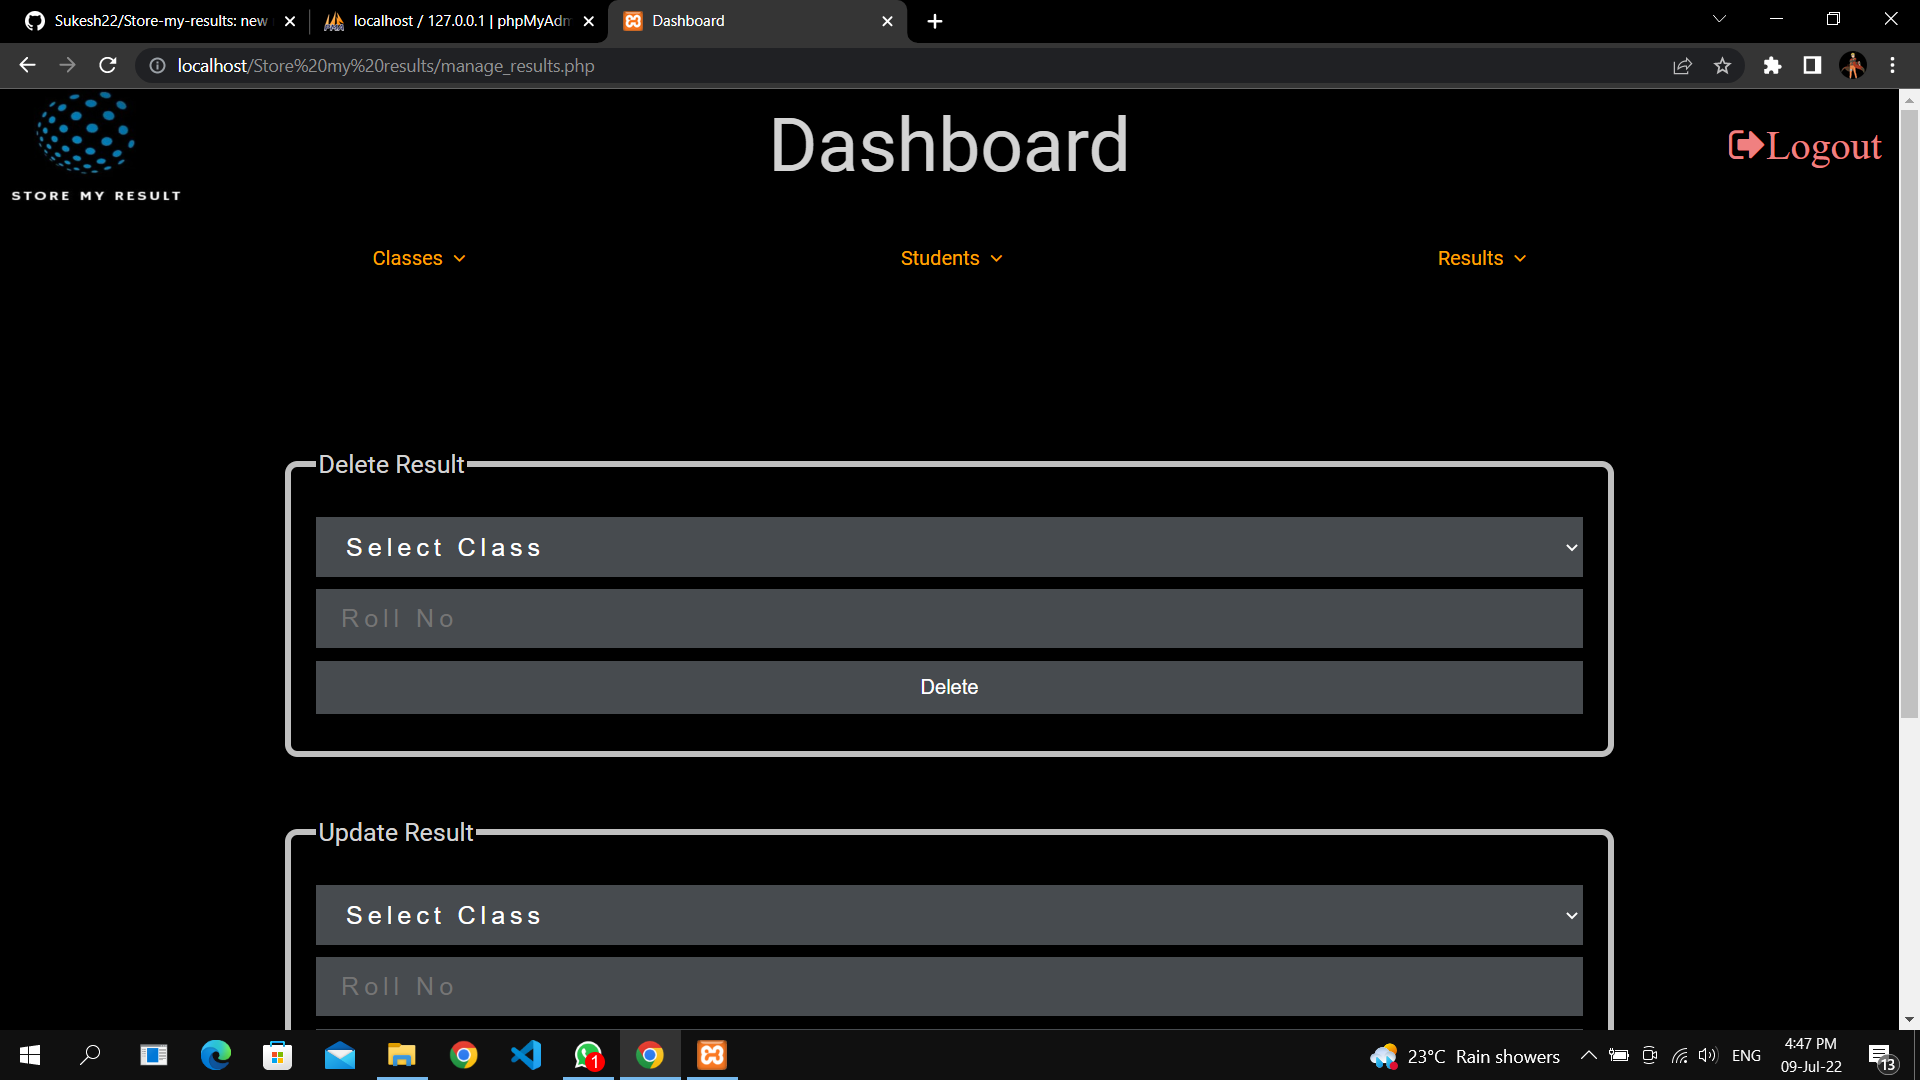 Sukesh22/Store-my-results: new
localhost / 127.0.0.1 | phpMyAdm
Dashboard
localhost/Store%20my%20results/manage_results.php
STORE MY RESULT
Dashboard
Logout
Classes
Students
Results
Delete Result
Select Class
Roll No
Delete
Update Result
Select Class
Roll No
1
23°C Rain showers
ENG
4:47 PM
09-Jul-22
13